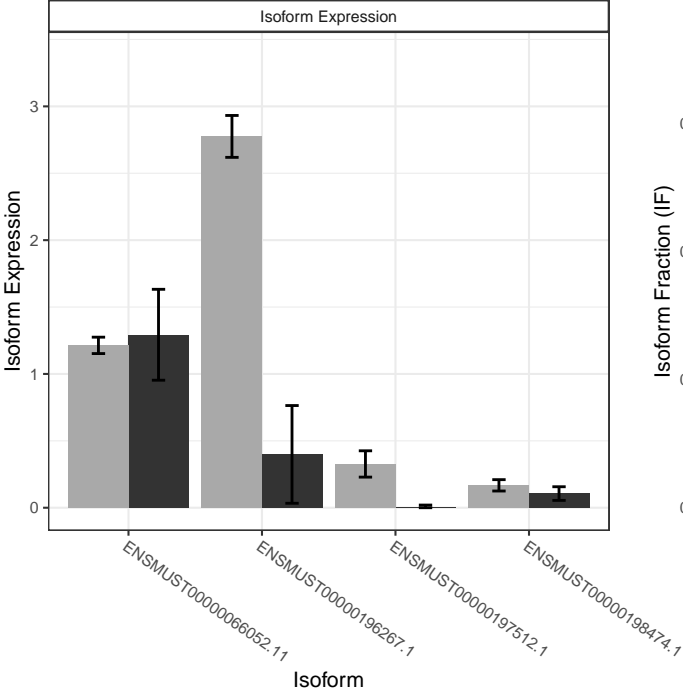 Isoform Expression
Isoform Expression
3
2
1
0
ENSMUST00000066052.11
ENSMUST00000196267.1
ENSMUST00000197512.1
ENSMUST00000198474.1
Isoform
Isoform Fraction (IF)